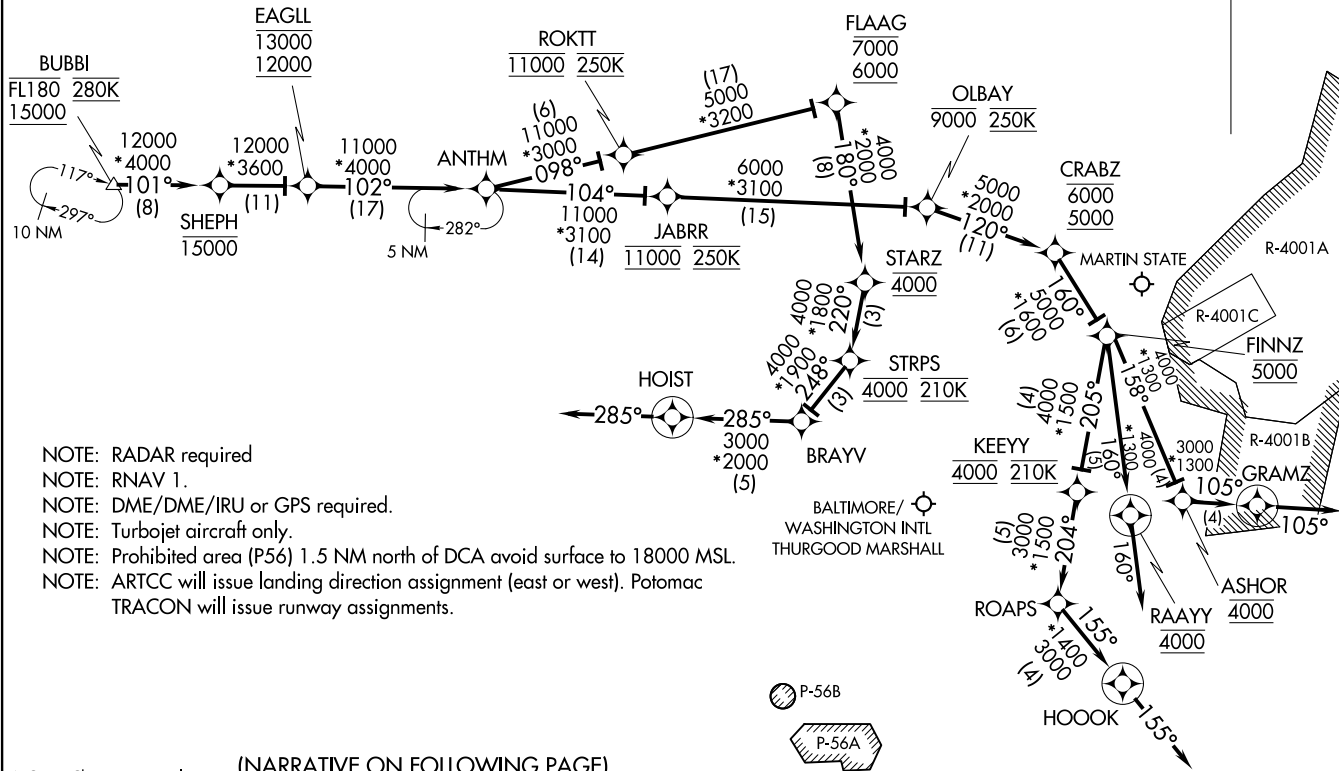 BUBBI
FL180 280K
15000
EAGLL
13000
12000
ROKTT
11000 250K
FLAAG
7000
6000
OLBAY
9000 250K
CRABZ
6000
5000
MARTIN STATE
R-4001A
R-4001C
FINNZ
5000
R-4001B
117°
297°
10 NM
12000
*4000
101°
(8)
SHEPH
15000
12000
*3600
(11)
11000
*4000
102°
(17)
ANTHM
5 NM
282°
(6)
11000
*3000
098°
(17)
5000
*3200
104°
11000
*3100
(14)
JABRR
11000 250K
6000
*3100
(15)
4000
*2000
180°
(8)
5000
*2000
120°
(11)
160°
5000
*1600
(6)
STARZ
4000
4000
*1800
220°
(3)
STRPS
4000 210K
4000
*1900
248°
(3)
BRAYV
HOIST
285°
285°
3000
*2000
(5)
(4)
4000
*1500
205°
(5)
KEEYY
4000 210K
160°
4000
*1300
4000
*1300
158°
(4)
3000
*1300
105°
(4)
GRAMZ
105°
ASHOR
4000
RAAYY
4000
160°
(5)
3000
*1500
204°
ROAPS
155°
*1400
3000
(4)
HOOOK
155°
BALTIMORE/
WASHINGTON INTL
THURGOOD MARSHALL
P-56B
P-56A
NOTE: RADAR required
NOTE: RNAV 1.
NOTE: DME/DME/IRU or GPS required.
NOTE: Turbojet aircraft only.
NOTE: Prohibited area (P56) 1.5 NM north of DCA avoid surface to 18000 MSL.
NOTE: ARTCC will issue landing direction assignment (east or west). Potomac
TRACON will issue runway assignments.
(NARRATIVE ON FOLLOWING PAGE)